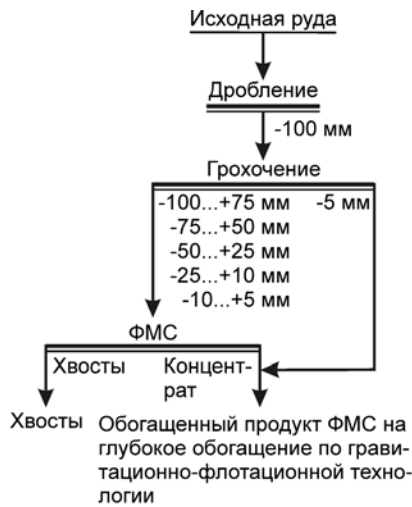 Исходная руда
Дробление
-100 мм
Грохочение
-100...+75 мм -5 мм
-75...+50 мм
-50...+25 мм
-25...+10 мм
-10...+5 мм
ФМС
Хвосты Концент-
рат
Хвосты Обогащенный продукт ФМС на
глубокое обогащение по грави-
тационно-флотационной техно-
логии